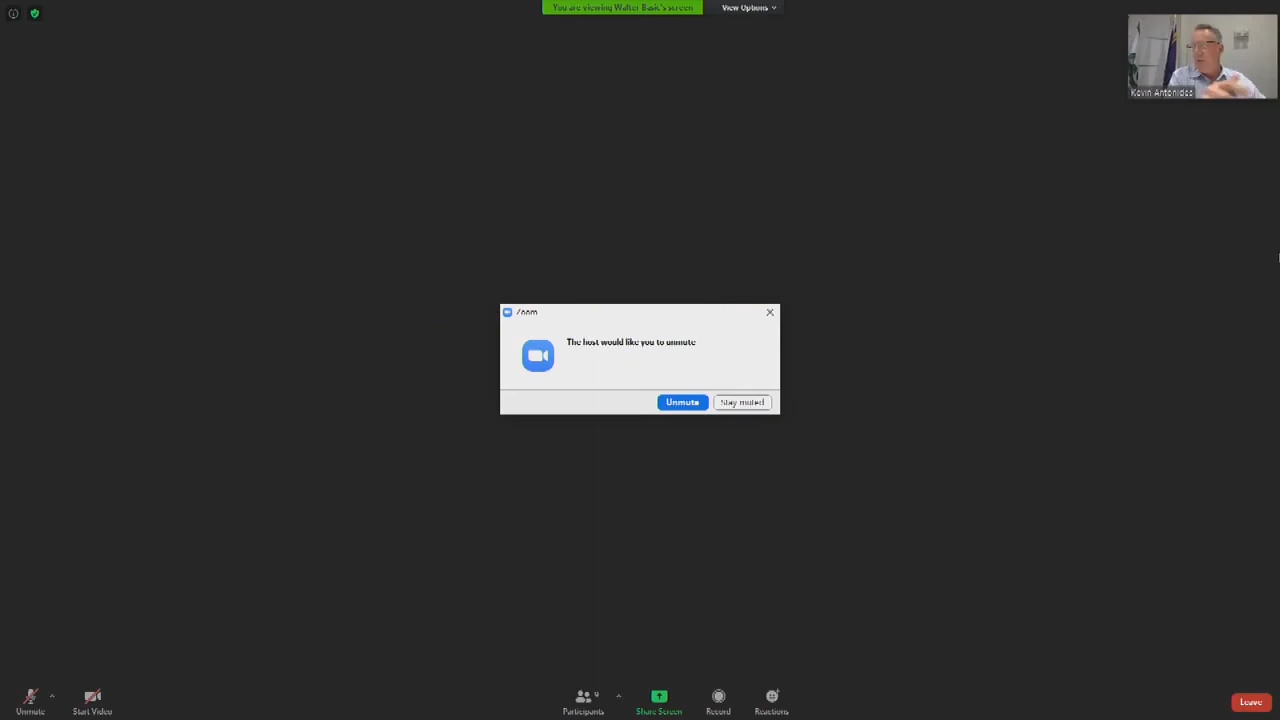 You are viewing Walter Basic's screen
View Options
Kevin Antonides
Zoom
The host would like you to unmute
Unmute
Stay muted
Unmute
Start Video
Participants
Share Screen
Record
Reactions
Leave